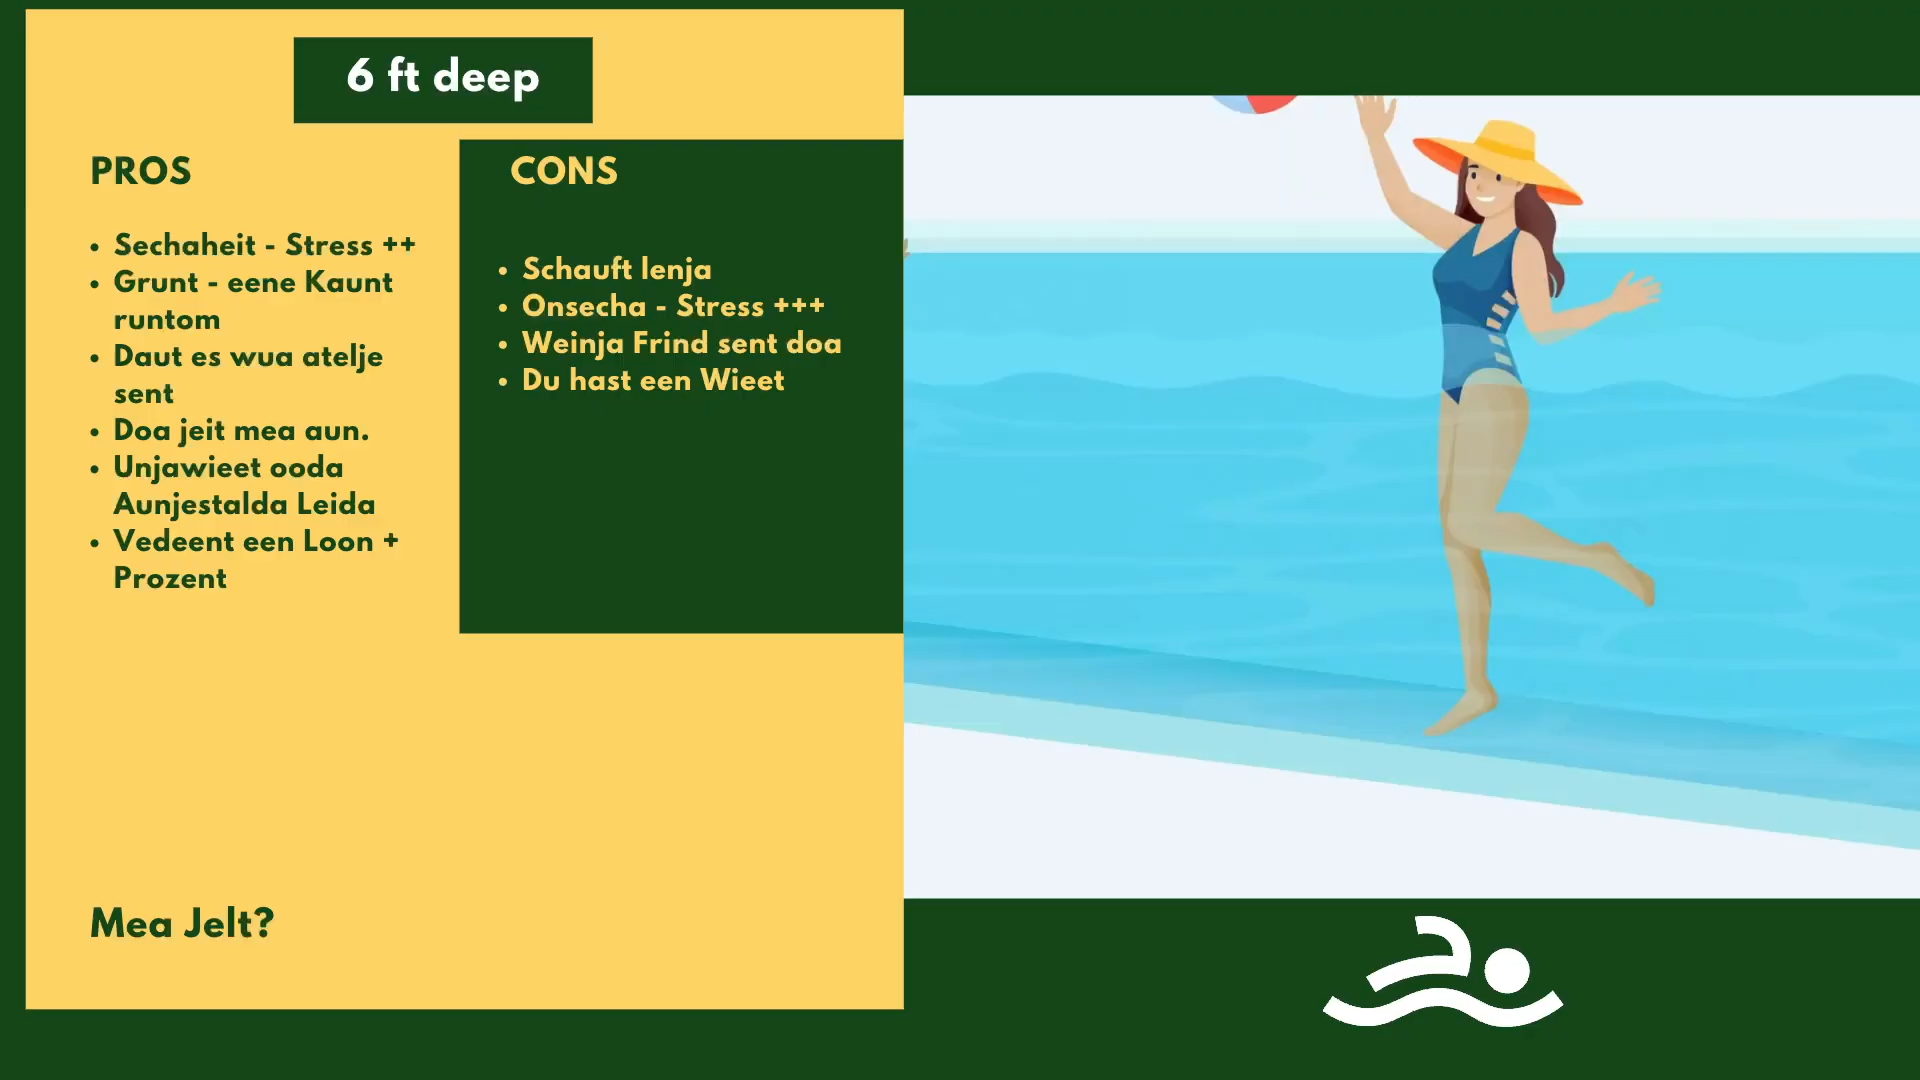 6 ft deep
PROS
• Sechaheit - Stress ++
• Grunt - eene Kaunt
runtom
• Daut es wua atelje
sent
• Doa jeit mea aun.
• Unjawieet ooda
Aunjestalda Leida
• Vedeent een Loon +
Prozent
CONS
• Schauft lenja
• Onsecha - Stress +++
• Weinja Frind sent doa
• Du hast een Wieet
Mea Jelt?